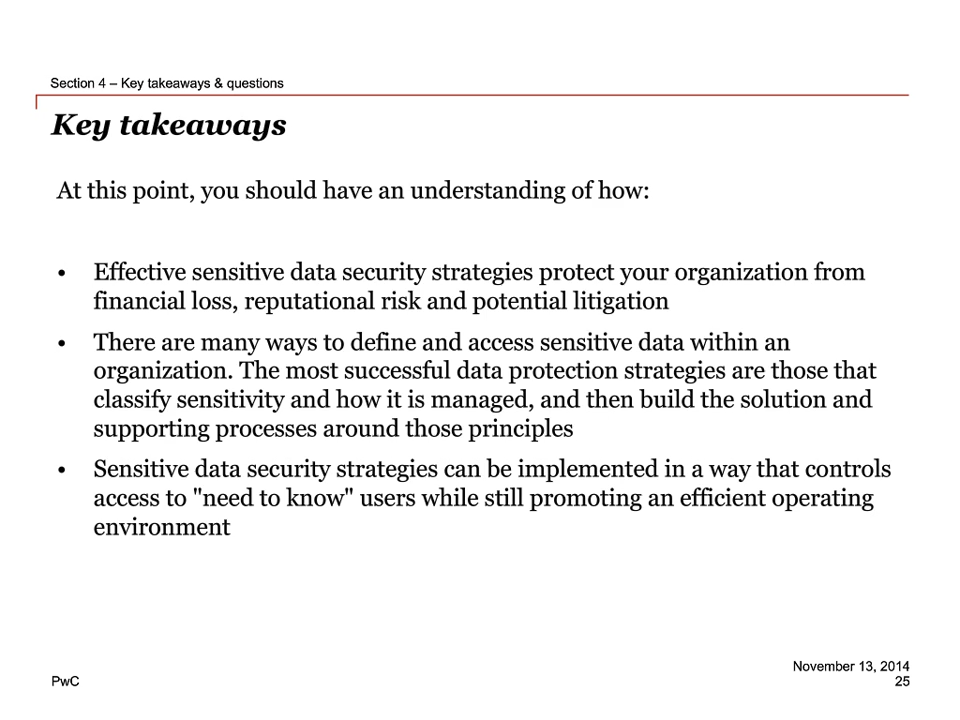 Section 4 – Key takeaways & questions
Key takeaways
At this point, you should have an understanding of how:
• Effective sensitive data security strategies protect your organization from
financial loss, reputational risk and potential litigation
• There are many ways to define and access sensitive data within an
organization. The most successful data protection strategies are those that
classify sensitivity and how it is managed, and then build the solution and
supporting processes around those principles
• Sensitive data security strategies can be implemented in a way that controls
access to "need to know" users while still promoting an efficient operating
environment
November 13, 2014
PwC 25